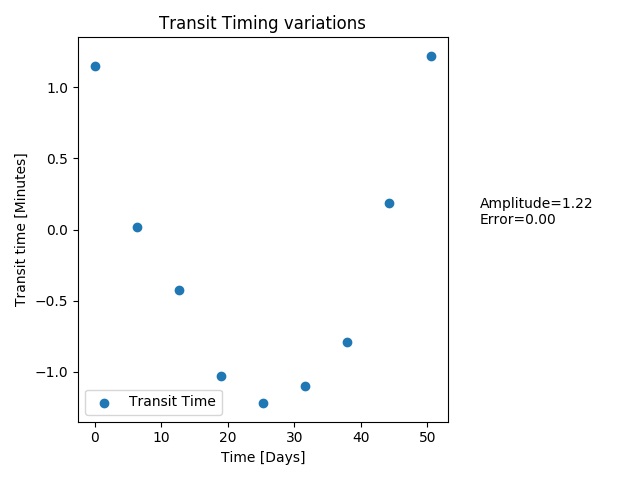 Transit Timing variations
Transit time [Minutes]
1.0
0.5
0.0
−0.5
−1.0
Amplitude=1.22
Error=0.00
Transit Time
0 10 20 30 40 50
Time [Days]